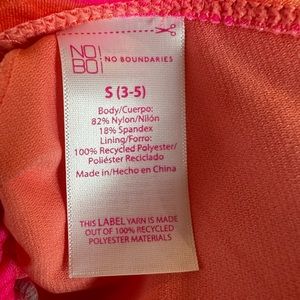 NO!
BO!
NO BOUNDARIES
S (3-5)
Body/Cuerpo:
82% Nylon/Nilón
18% Spandex
Lining/Forro:
100% Recycled Polyester/
Poliéster Reciclado
Made in/Hecho en China
THIS LABEL YARN IS MADE
OUT OF 100% RECYCLED
POLYESTER MATERIALS